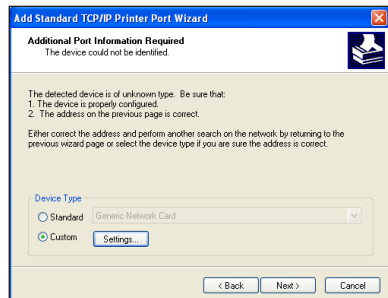 Add Standard TCP/IP Printer Port Wizard
Additional Port Information Required
The device could not be identified.
The detected device is of unknown type. Be sure that:
1. The device is properly configured.
2. The address on the previous page is correct.
Either correct the address and perform another search on the network by returning to the
previous wizard page or select the device type if you are sure the address is correct.
Device Type
Standard Generic Network Card
Custom Settings...
< Back Next > Cancel